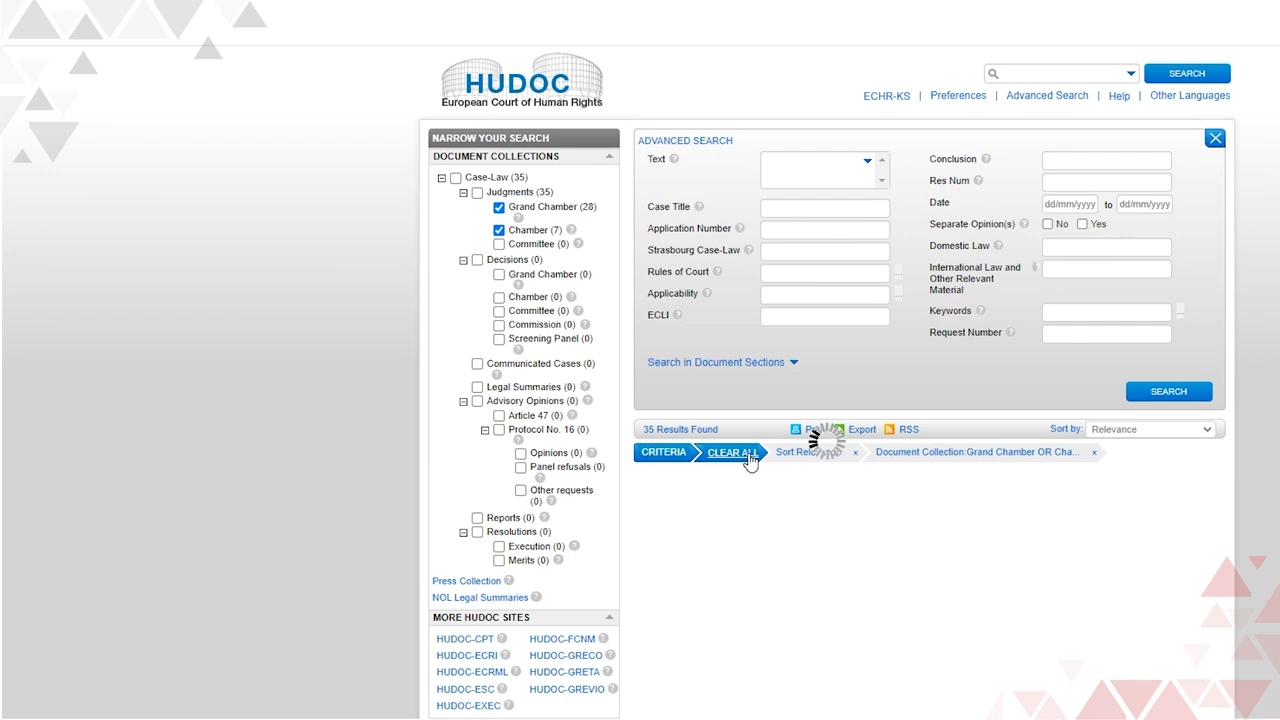 HUDOC
European Court of Human Rights
SEARCH
ECHR-KS | Preferences | Advanced Search | Help | Other Languages
NARROW YOUR SEARCH
DOCUMENT COLLECTIONS
Case-Law (35)
Judgments (35)
Grand Chamber (28)
?
Chamber (7) ?
Committee (0) ?
Decisions (0)
Grand Chamber (0)
?
Chamber (0) ?
Committee (0) ?
Commission (0) ?
Screening Panel (0)
?
Communicated Cases (0)
?
Legal Summaries (0) ?
Advisory Opinions (0) ?
Article 47 (0) ?
Protocol No. 16 (0)
?
Opinions (0) ?
Panel refusals (0)
?
Other requests
(0) ?
Reports (0) ?
Resolutions (0)
Execution (0) ?
Merits (0) ?
Press Collection ?
NOL Legal Summaries ?
MORE HUDOC SITES
HUDOC-CPT ? HUDOC-FCNM ?
HUDOC-ECRI ? HUDOC-GRECO ?
HUDOC-ECRML ? HUDOC-GRETA ?
HUDOC-ESC ? HUDOC-GREVIO ?
HUDOC-EXEC ?
ADVANCED SEARCH
Text ?
Case Title ?
Application Number ?
Strasbourg Case-Law ?
Rules of Court ? ...
Applicability ? ...
ECLI ?
Conclusion ?
Res Num ?
Date dd/mm/yyyy to dd/mm/yyyy
Separate Opinion(s) ? No Yes
Domestic Law ?
International Law and ?
Other Relevant
Material
Keywords ? ...
Request Number ?
Search in Document Sections
SEARCH
35 Results Found Export RSS Sort by: Relevance
CRITERIA CLEAR ALL Document Collection:Grand Chamber OR Cha... ×